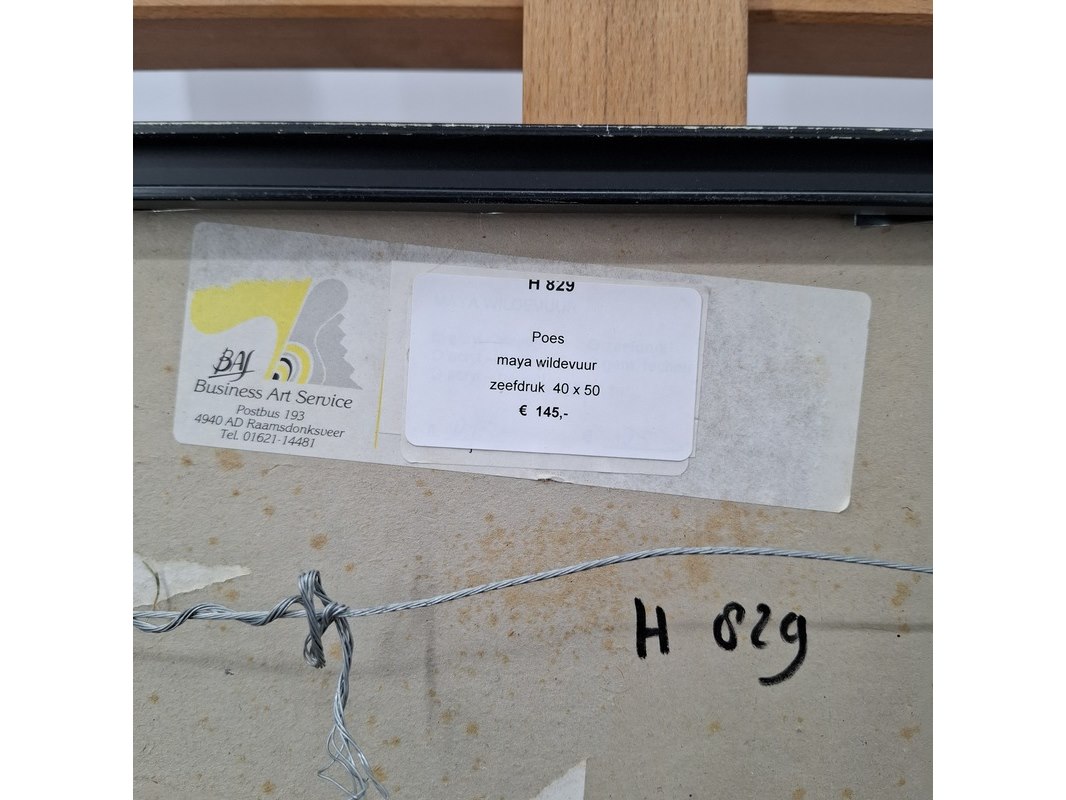 H 829
Poes
maya wildevuur
zeefdruk 40 x 50
€ 145,-
BAS
Business Art Service
Postbus 193
4940 AD Raamsdonksveer
Tel. 01621-14481
H 829